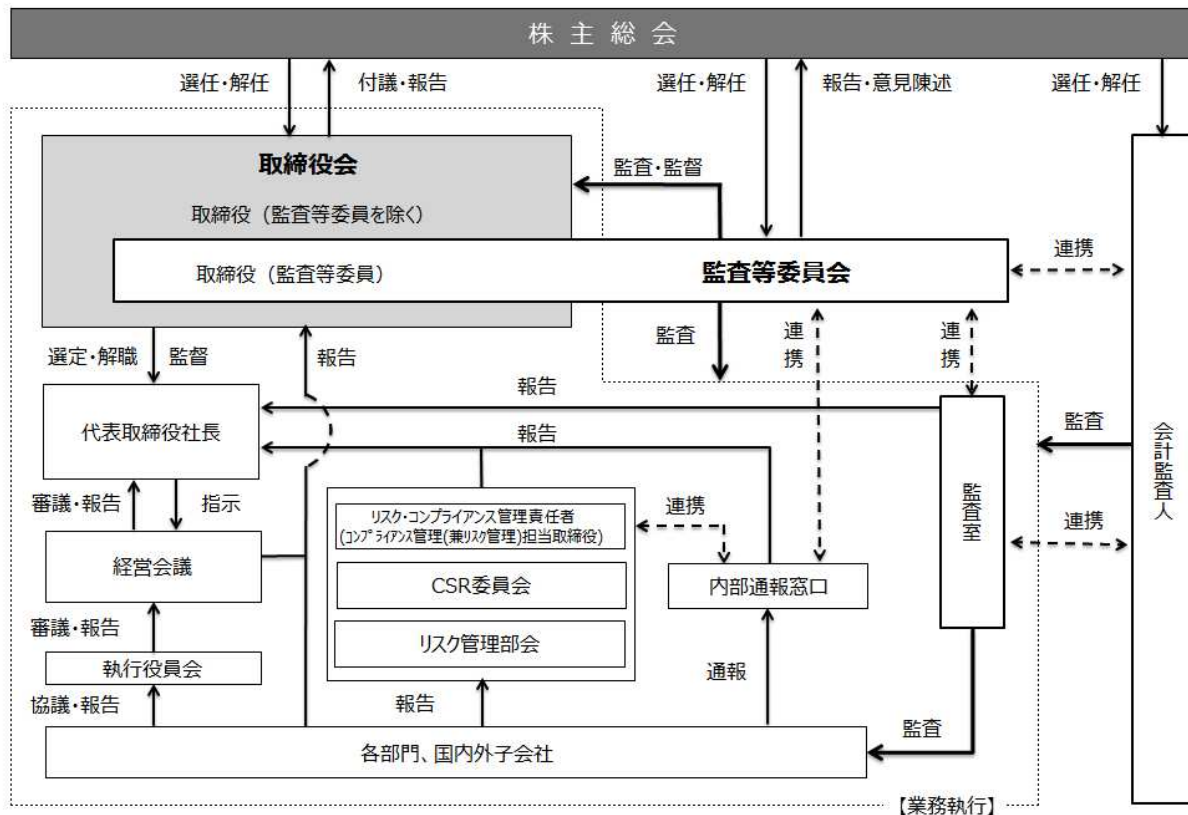 株主総会
選任・解任
付議・報告
選任・解任
報告・意見陳述
選任・解任
取締役会
監査・監督
取締役（監査等委員を除く）
取締役（監査等委員）
監査等委員会
連携
選定・解職
監督
報告
監査
連携
連携
報告
代表取締役社長
報告
監査
会計監査人
審議・報告
指示
リスク・コンプライアンス管理責任者
(コンプライアンス管理(兼リスク管理)担当取締役)
連携
監査室
連携
経営会議
CSR委員会
内部通報窓口
審議・報告
リスク管理部会
執行役員会
通報
協議・報告
報告
監査
各部門、国内外子会社
【業務執行】